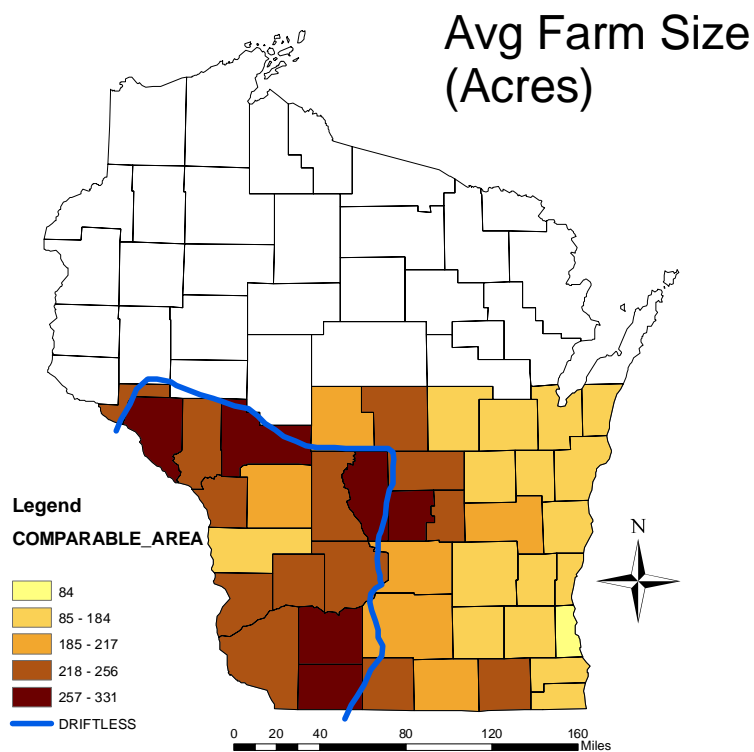 Avg Farm Size
(Acres)
Legend
COMPARABLE_AREA
84
85 - 184
185 - 217
218 - 256
257 - 331
DRIFTLESS
N
0 20 40 80 120 160
Miles